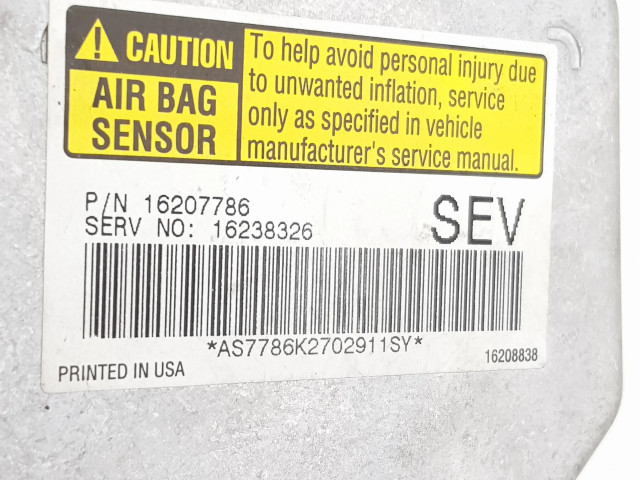 CAUTION
AIR BAG
SENSOR
To help avoid personal injury due
to unwanted inflation, service
only as specified in vehicle
manufacturer's service manual.
P/N 16207786
SERV NO: 16238326
SEV
*AS7786K2702911SY*
PRINTED IN USA
16208838